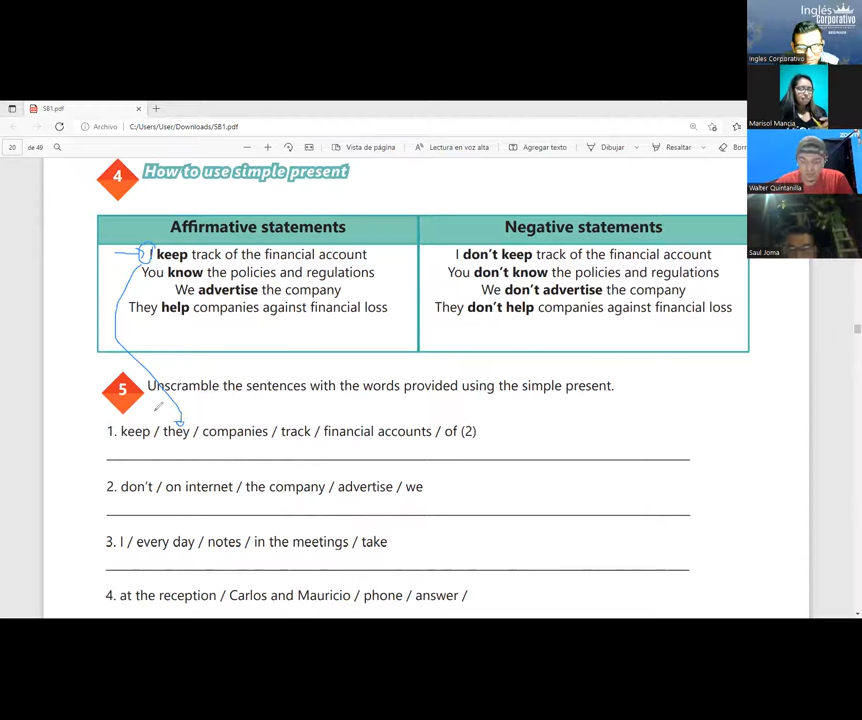 Inglés
Corporativo
Ingles Corporativo
Marisol Mancia
ZOOM
Walter Quintanilla
Saul Joma
SB1.pdf
Archivo C:/Users/User/Downloads/SB1.pdf
20 de 49 Vista de página Lectura en voz alta Agregar texto Dibujar Resaltar Borr
4 How to use simple present
Affirmative statements Negative statements
I keep track of the financial account I don't keep track of the financial account
You know the policies and regulations You don't know the policies and regulations
We advertise the company We don't advertise the company
They help companies against financial loss They don't help companies against financial loss
5 Unscramble the sentences with the words provided using the simple present.
1. keep / they / companies / track / financial accounts / of (2)
2. don't / on internet / the company / advertise / we
3. I / every day / notes / in the meetings / take
4. at the reception / Carlos and Mauricio / phone / answer /